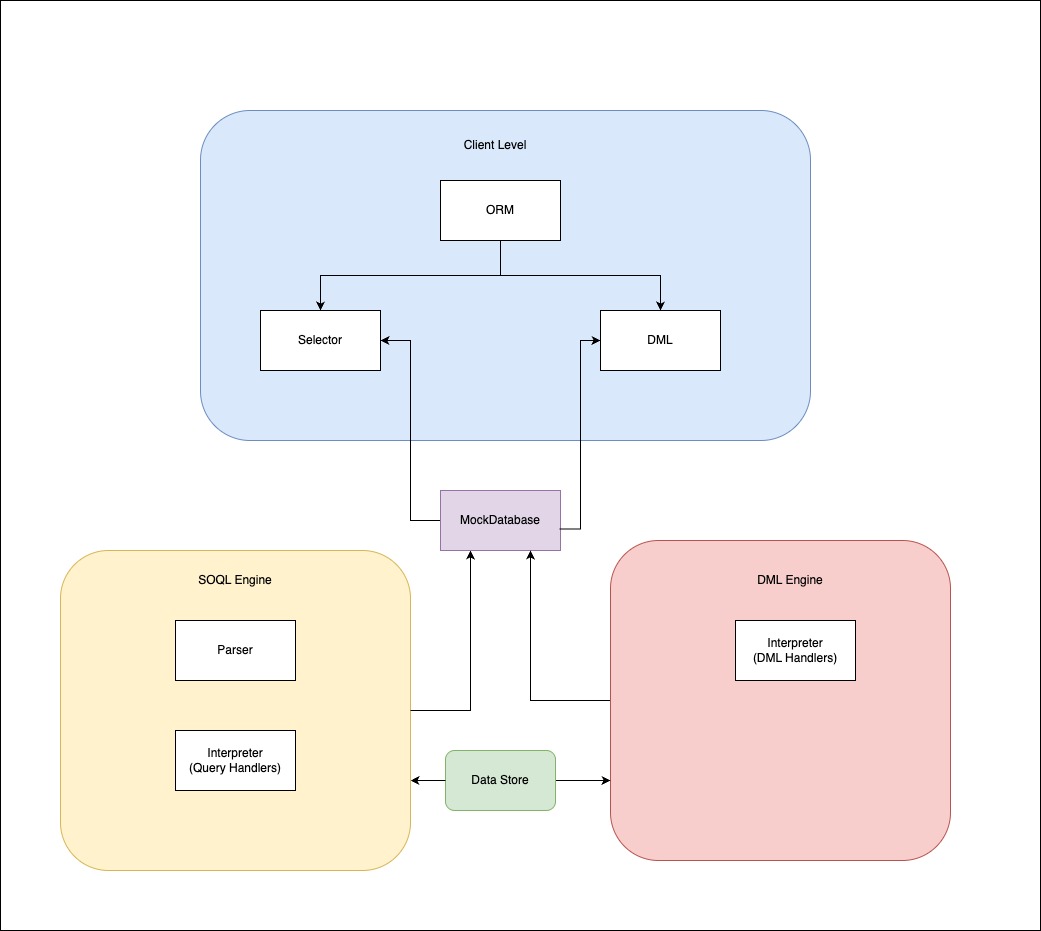 Client Level
ORM
Selector
DML
MockDatabase
SOQL Engine
Parser
Interpreter
(Query Handlers)
DML Engine
Interpreter
(DML Handlers)
Data Store